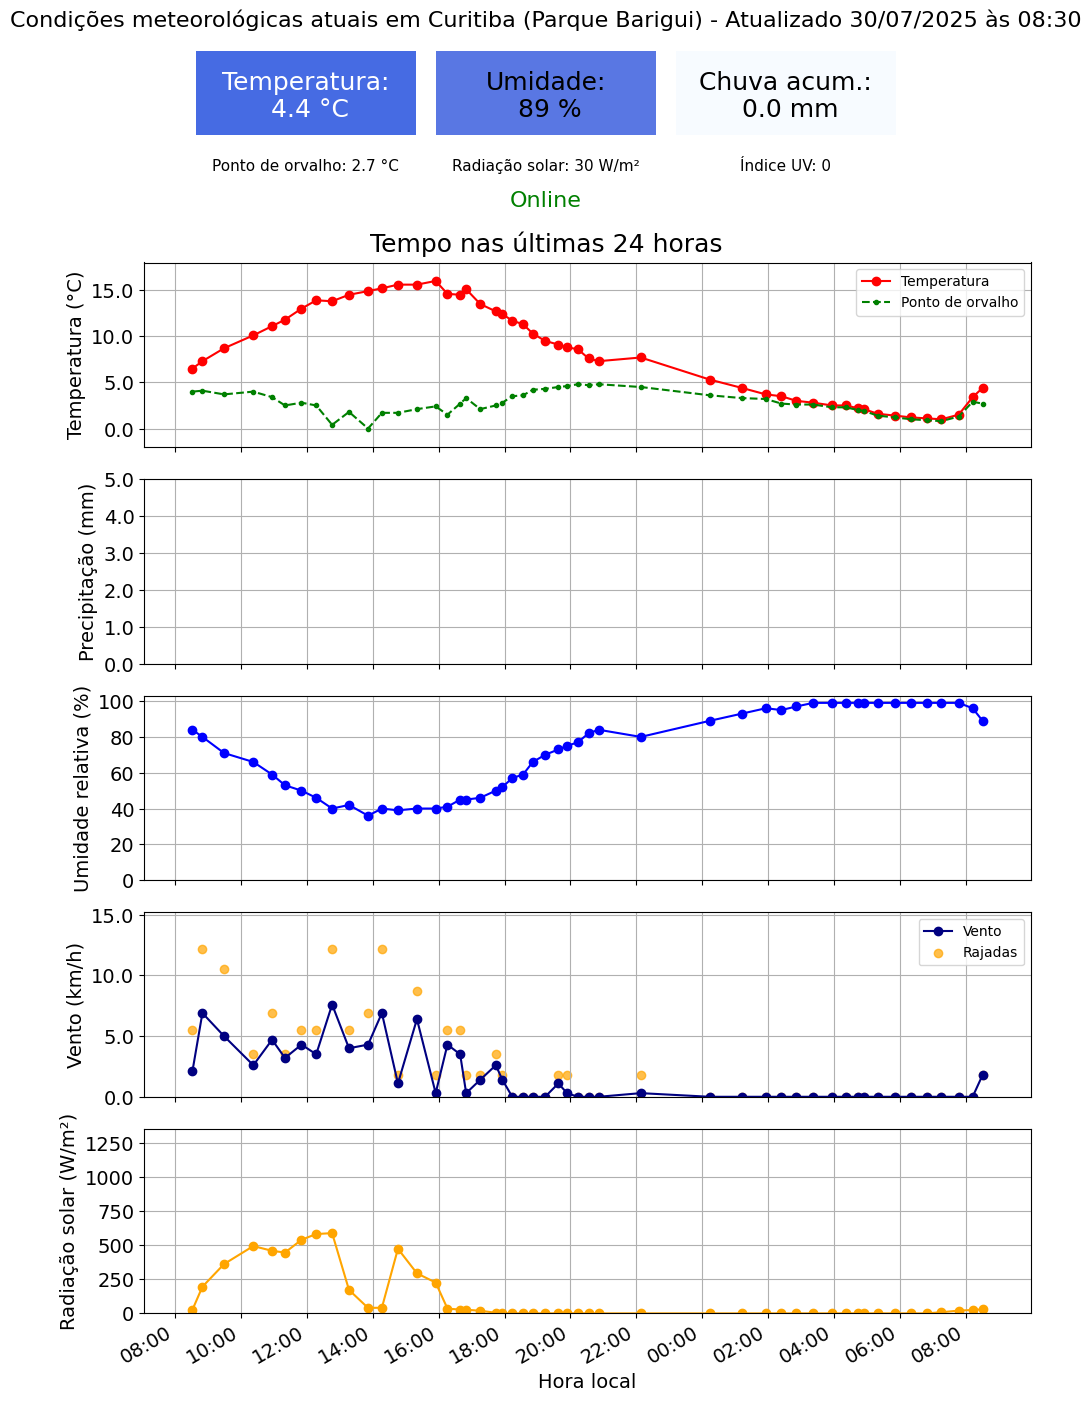 Condições meteorológicas atuais em Curitiba (Parque Barigui) - Atualizado 30/07/2025 às 08:30
Temperatura:
4.4 °C
Umidade:
89 %
Chuva acum.:
0.0 mm
Ponto de orvalho: 2.7 °C
Radiação solar: 30 W/m²
Índice UV: 0
Online
Tempo nas últimas 24 horas
Temperatura (°C)
15.0
10.0
5.0
0.0
Temperatura
Ponto de orvalho
Precipitação (mm)
5.0
4.0
3.0
2.0
1.0
0.0
Umidade relativa (%)
100
80
60
40
20
0
Vento (km/h)
15.0
10.0
5.0
0.0
Vento
Rajadas
Radiação solar (W/m²)
1250
1000
750
500
250
0
08:00
10:00
12:00
14:00
16:00
18:00
20:00
22:00
00:00
02:00
04:00
06:00
08:00
Hora local